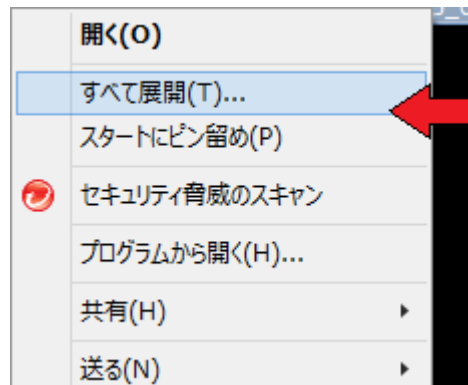 開く(O)
すべて展開(T)...
スタートにピン留め(P)
セキュリティ脅威のスキャン
プログラムから開く(H)...
共有(H)
送る(N)